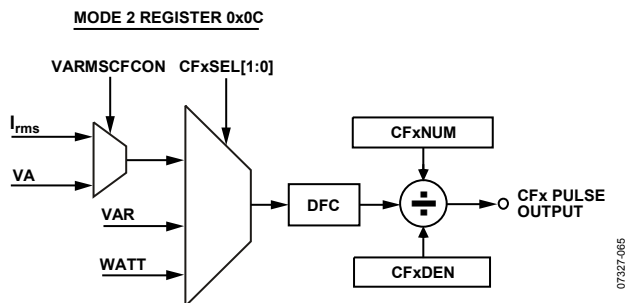 MODE 2 REGISTER 0x0C
VARMSCFCON CFxSEL[1:0]
Irms
VA
VAR
WATT
DFC
CFxNUM
÷
CFxDEN
CFx PULSE
OUTPUT
07327-065